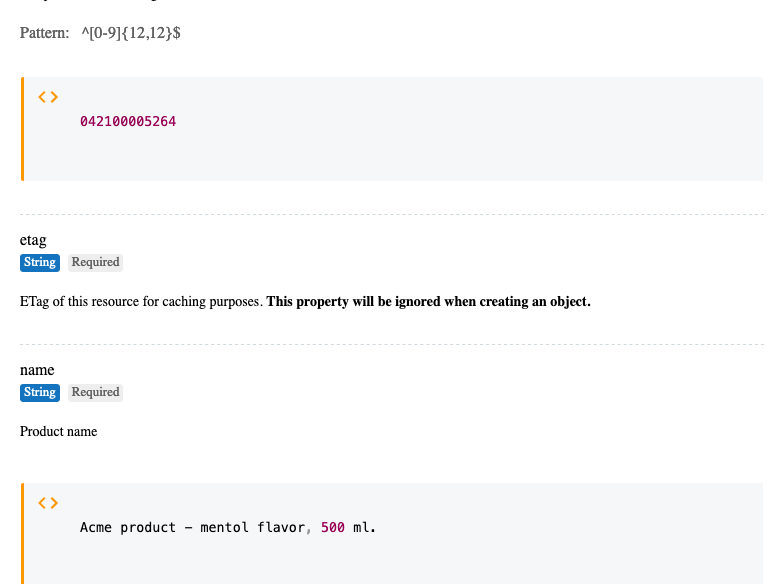 Pattern: ^[0-9]{12,12}$
<>
042100005264
etag
String Required
ETag of this resource for caching purposes. This property will be ignored when creating an object.
name
String Required
Product name
<>
Acme product – mentol flavor, 500 ml.